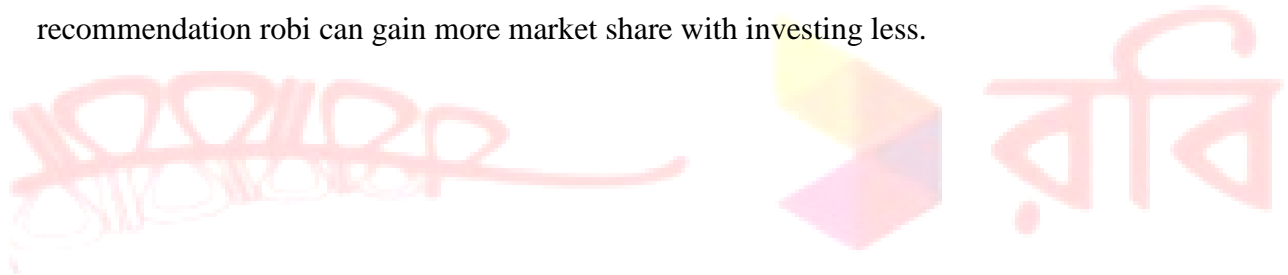 recommendation robi can gain more market share with investing less.
রবি